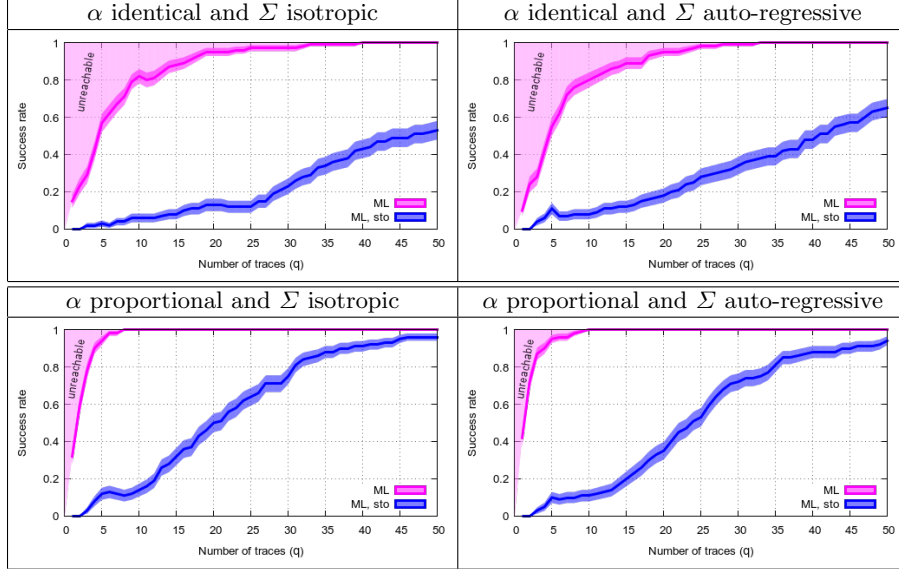 α identical and Σ isotropic
α identical and Σ auto-regressive
1
0.8
0.6
0.4
0.2
0
Success rate
unreachable
ML
ML, sto
0 5 10 15 20 25 30 35 40 45 50
Number of traces (q)
1
0.8
0.6
0.4
0.2
0
Success rate
unreachable
ML
ML, sto
0 5 10 15 20 25 30 35 40 45 50
Number of traces (q)
α proportional and Σ isotropic
α proportional and Σ auto-regressive
1
0.8
0.6
0.4
0.2
0
Success rate
unreachable
ML
ML, sto
0 5 10 15 20 25 30 35 40 45 50
Number of traces (q)
1
0.8
0.6
0.4
0.2
0
Success rate
unreachable
ML
ML, sto
0 5 10 15 20 25 30 35 40 45 50
Number of traces (q)